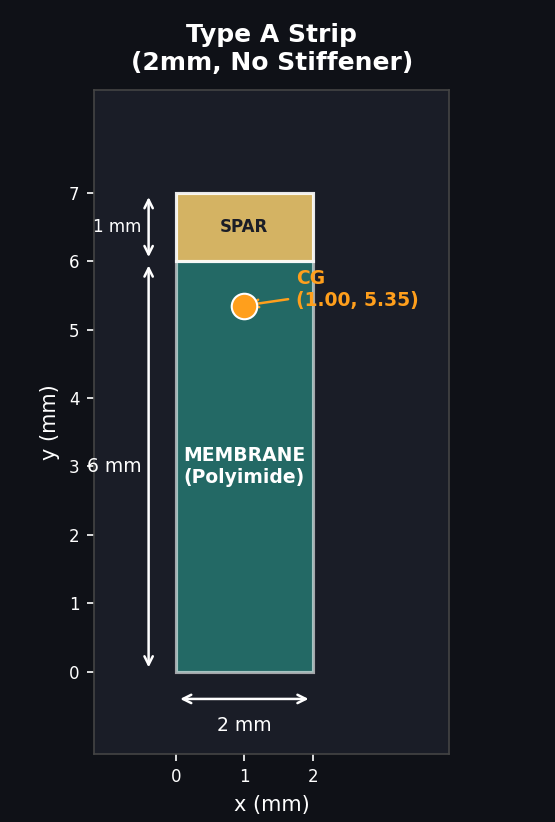 Type A Strip
(2mm, No Stiffener)
7
1 mm
SPAR
6
CG
(1.00, 5.35)
5
4
y (mm)
3
6 mm
MEMBRANE
(Polyimide)
2
1
0
2 mm
0
1
2
x (mm)